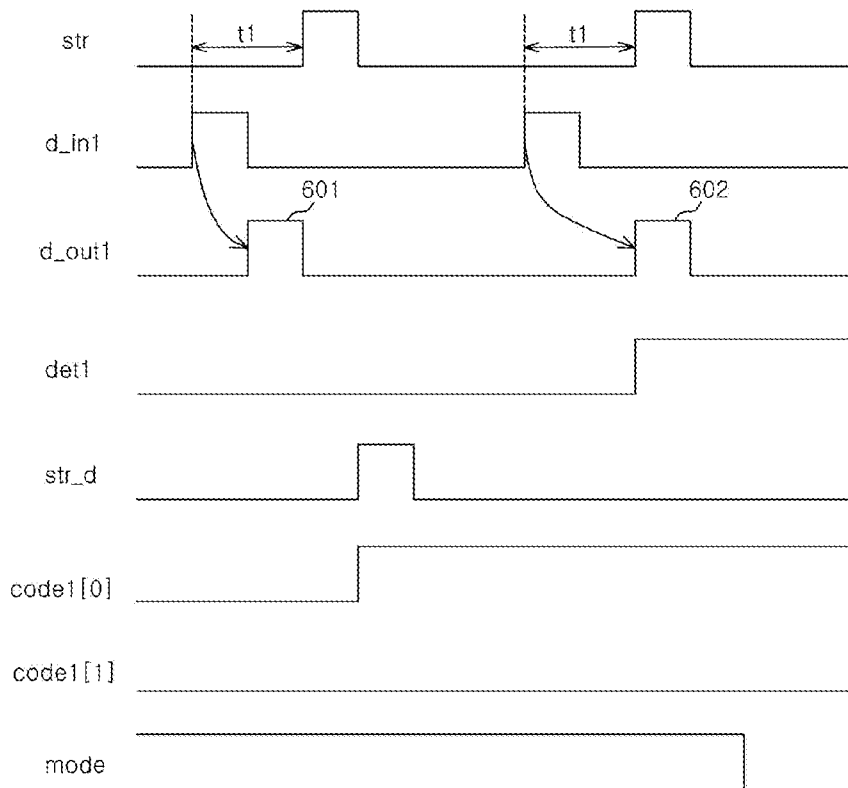 str
t1
t1
d_in1
601
602
d_out1
det1
str_d
code1[0]
code1[1]
mode